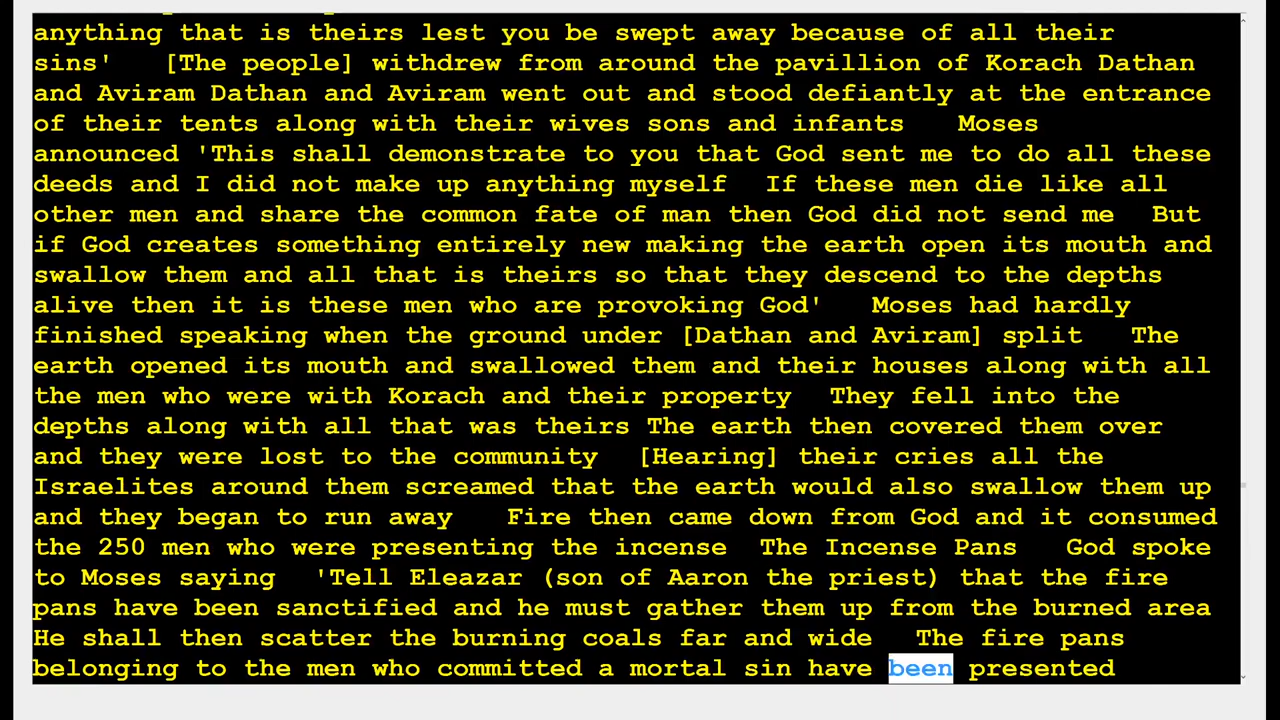 anything that is theirs lest you be swept away because of all their
sins' [The people] withdrew from around the pavillion of Korach Dathan
and Aviram Dathan and Aviram went out and stood defiantly at the entrance
of their tents along with their wives sons and infants Moses
announced 'This shall demonstrate to you that God sent me to do all these
deeds and I did not make up anything myself If these men die like all
other men and share the common fate of man then God did not send me But
if God creates something entirely new making the earth open its mouth and
swallow them and all that is theirs so that they descend to the depths
alive then it is these men who are provoking God' Moses had hardly
finished speaking when the ground under [Dathan and Aviram] split The
earth opened its mouth and swallowed them and their houses along with all
the men who were with Korach and their property They fell into the
depths along with all that was theirs The earth then covered them over
and they were lost to the community [Hearing] their cries all the
Israelites around them screamed that the earth would also swallow them up
and they began to run away Fire then came down from God and it consumed
the 250 men who were presenting the incense The Incense Pans God spoke
to Moses saying 'Tell Eleazar (son of Aaron the priest) that the fire
pans have been sanctified and he must gather them up from the burned area
He shall then scatter the burning coals far and wide The fire pans
belonging to the men who committed a mortal sin have been presented